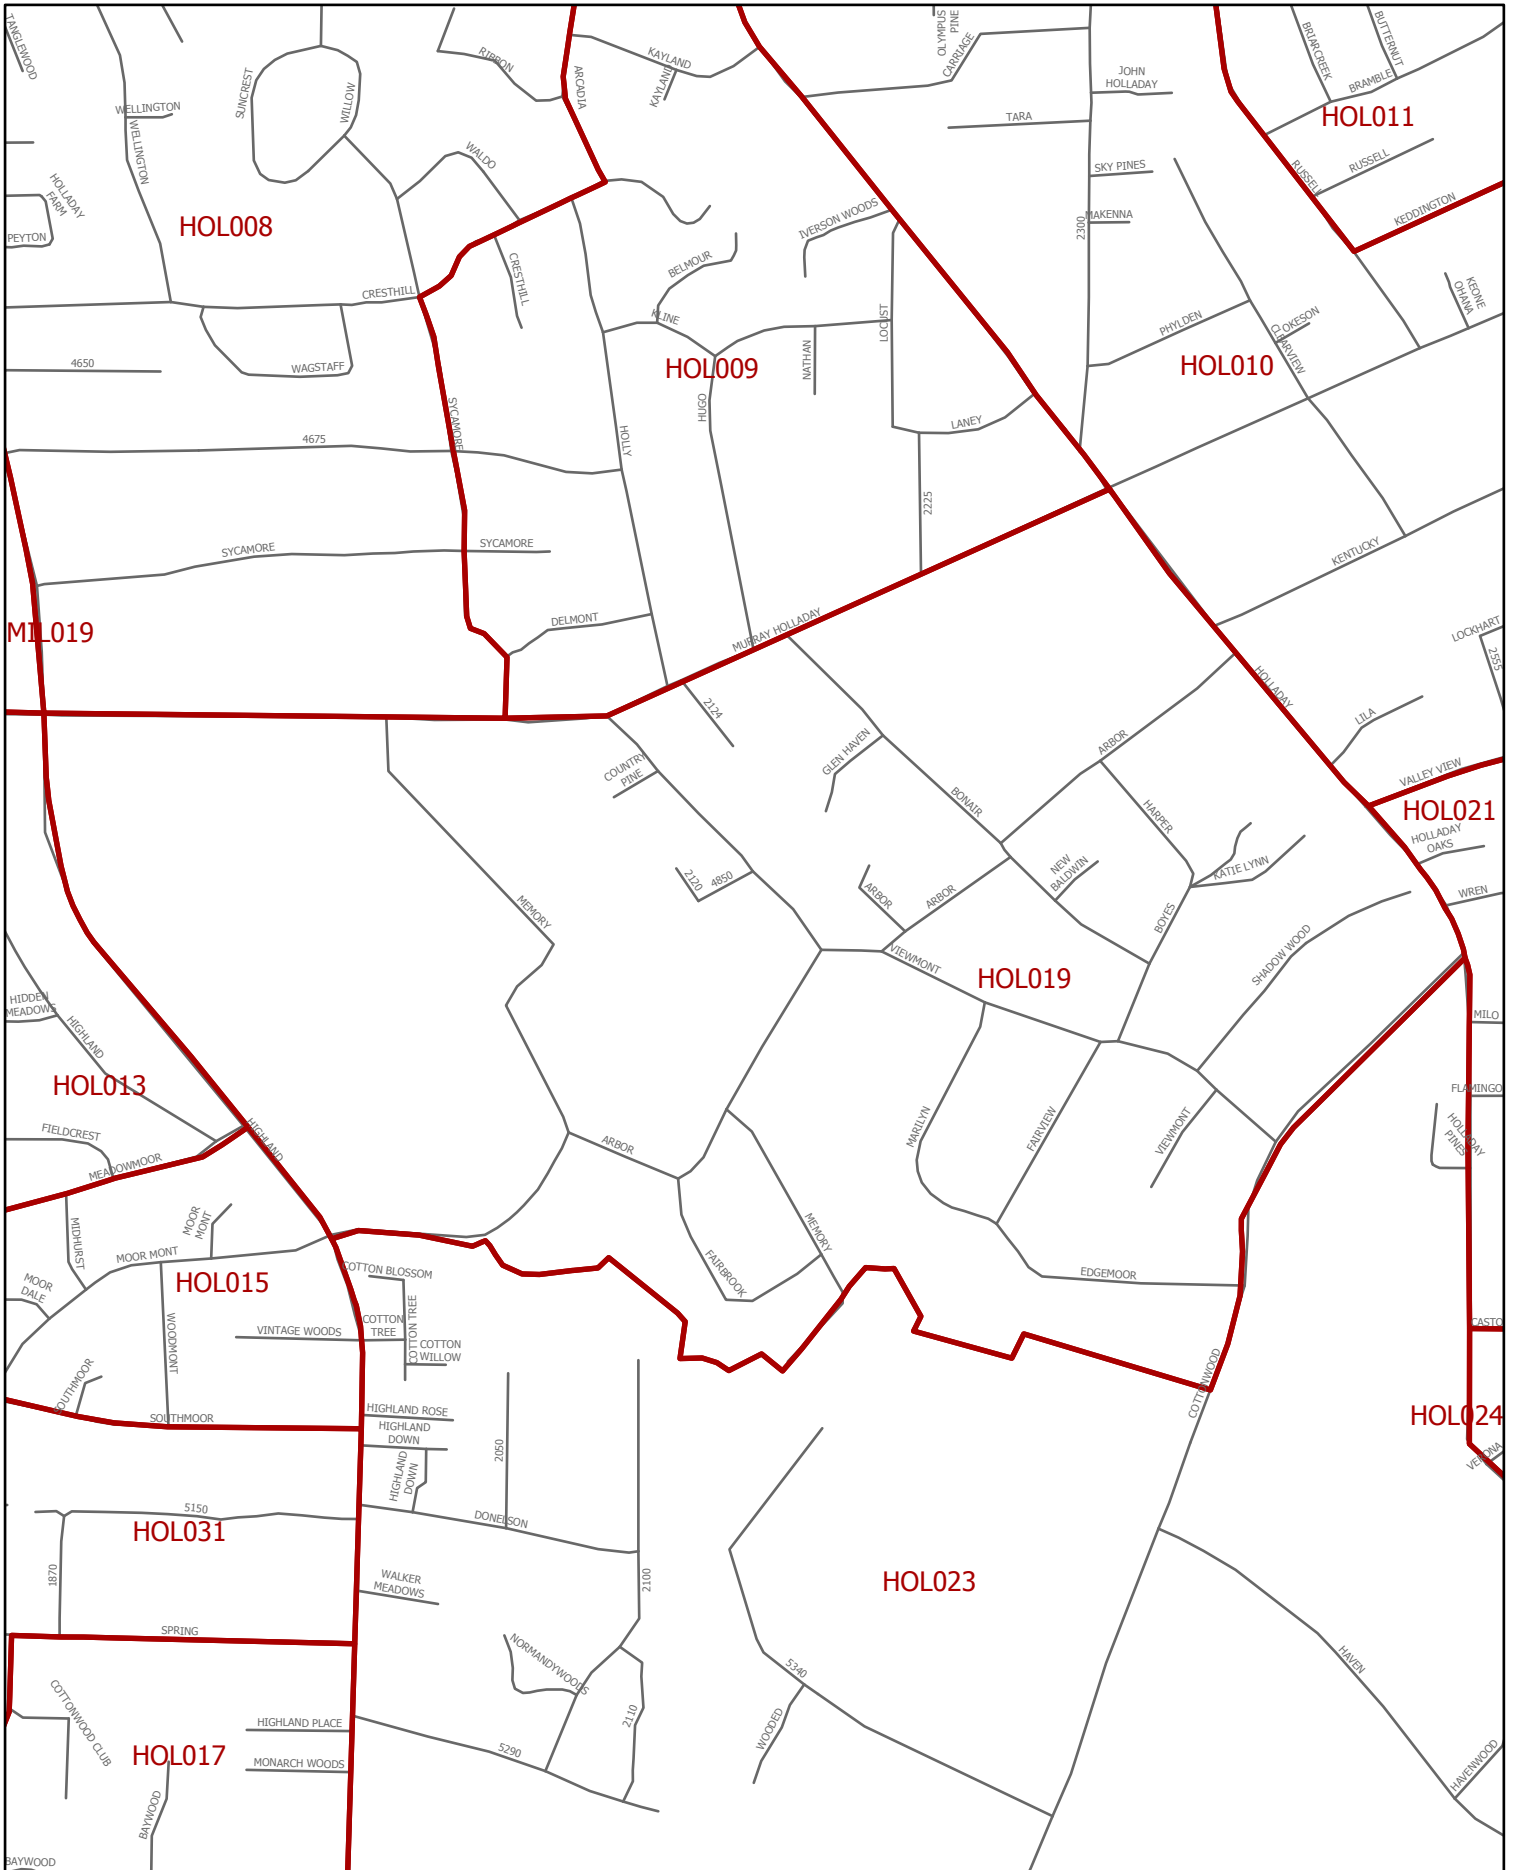 TANGLEWOOD
WELLINGTON
WELLINGTON
SUNCREST
WILLOW
RIBBON
ARCADIA
KAYLAND
KAYLAND
OLYMPUS
PINE
CARRIAGE
JOHN
HOLLADAY
BRIARCREEK
BUTTERNUT
BRAMBLE
HOL011
TARA
WALDO
HOLLADAY
FARM
PEYTON
HOL008
SKY PINES
RUSSELL
RUSSELL
KEDDINGTON
MAKENNA
2300
IVERSON WOODS
BELMOUR
CRESTHILL
CRESTHILL
KLINE
LOCUST
NATHAN
HOL009
PHYLDEN
OKESON
CLEARVIEW
KEONE
OHANA
HOL010
4650
WAGSTAFF
SYCAMORE
HUGO
HOLLY
LANEY
4675
2225
SYCAMORE
SYCAMORE
KENTUCKY
DELMONT
MURRAY HOLLADAY
MIL019
LOCKHART
2555
HOLLADAY
2124
LILA
COUNTRY
PINE
GLEN HAVEN
ARBOR
VALLEY VIEW
HOL021
BONAIR
HARPER
HOLLADAY
OAKS
2120
4850
NEW
BALDWIN
KATIE LYNN
WREN
ARBOR
ARBOR
MEMORY
BOYES
SHADOW WOOD
VIEWMONT
HOL019
HIDDEN
MEADOWS
HIGHLAND
MILO
HOL013
FLAMINGO
FIELDCREST
HIGHLAND
MEADOWMOOR
ARBOR
MARILYN
FAIRVIEW
VIEWMONT
HOLLADAY
PINES
MIDHURST
MOOR
MONT
MOOR MONT
MEMORY
FAIRBROOK
EDGEMOOR
COTTON BLOSSOM
MOOR
DALE
HOL015
WOODMONT
VINTAGE WOODS
COTTON
TREE
COTTON TREE
COTTON
WILLOW
CASTO
SOUTHMOOR
SOUTHMOOR
HIGHLAND ROSE
HIGHLAND
DOWN
HIGHLAND
DOWN
2050
COTTONWOOD
HOL024
VERONA
5150
HOL031
DONELSON
1870
WALKER
MEADOWS
2100
HOL023
SPRING
NORMANDYWOODS
5340
HAVEN
COTTONWOOD CLUB
HIGHLAND PLACE
2110
WOODED
HOL017
MONARCH WOODS
5290
HAVENWOOD
BAYWOOD
BAYWOOD